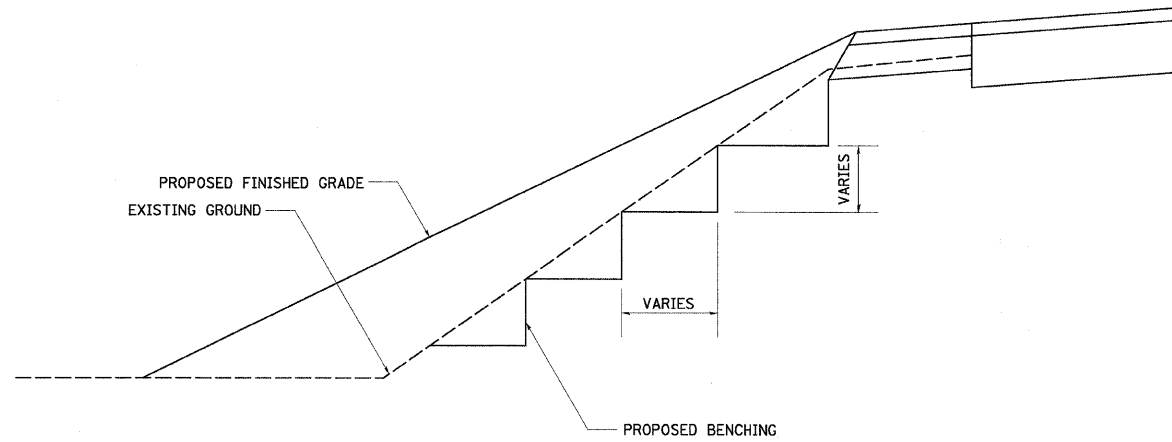 PROPOSED FINISHED GRADE
EXISTING GROUND
VARIES
VARIES
PROPOSED BENCHING